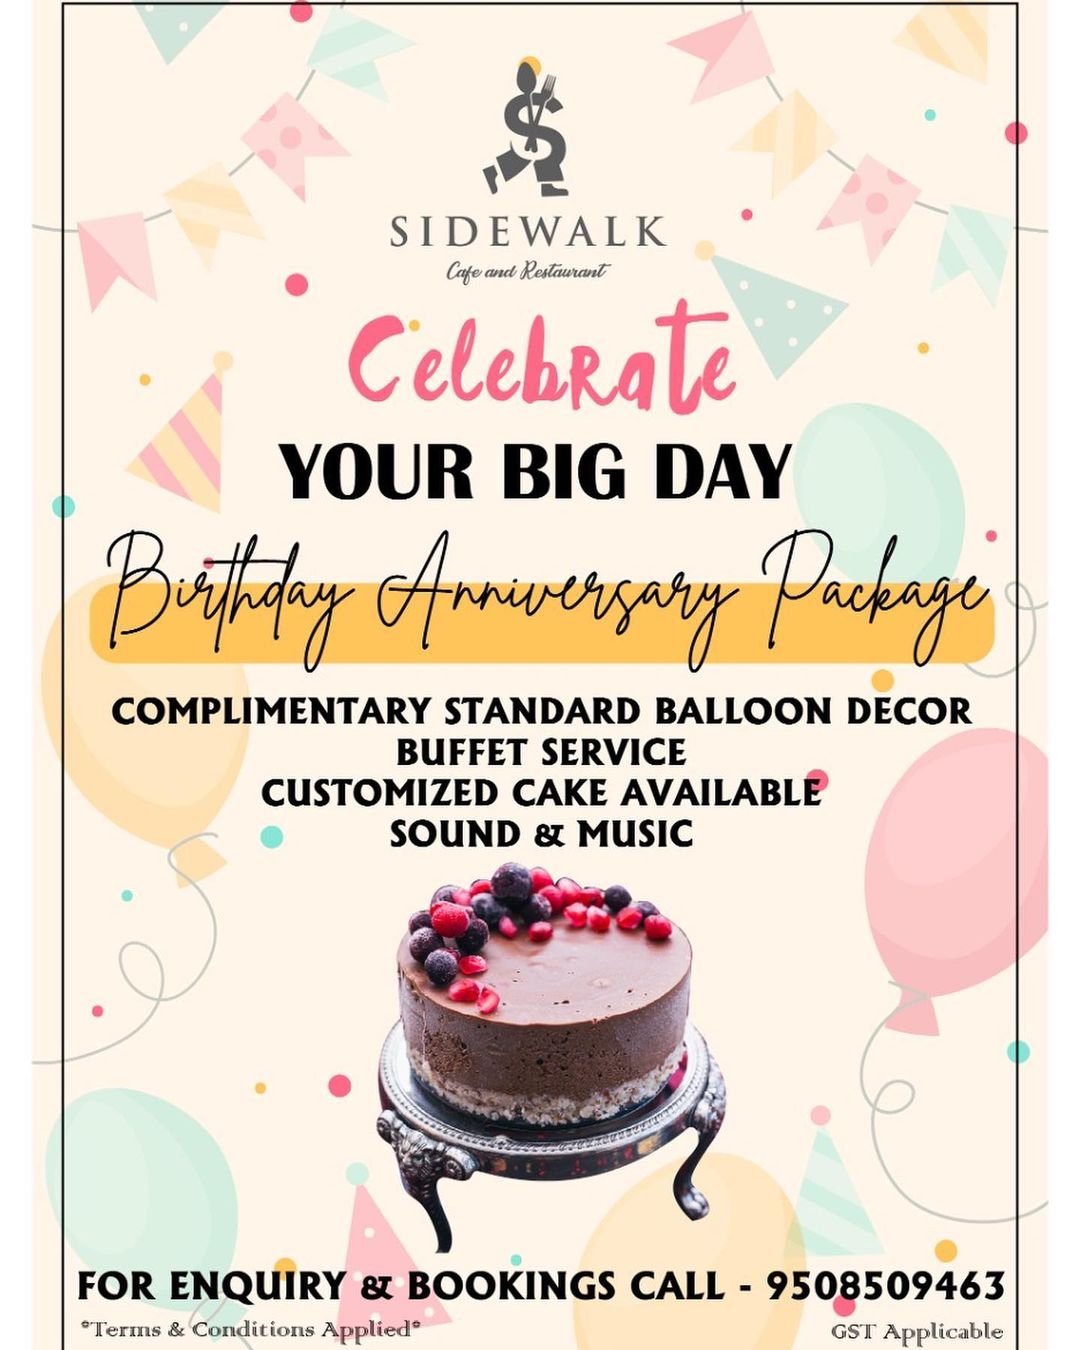 SIDEWALK
Cafe and Restaurant
Celebrate
YOUR BIG DAY
Birthday Anniversary Package
COMPLIMENTARY STANDARD BALLOON DECOR
BUFFET SERVICE
CUSTOMIZED CAKE AVAILABLE
SOUND & MUSIC
FOR ENQUIRY & BOOKINGS CALL - 9508509463
*Terms & Conditions Applied* GST Applicable